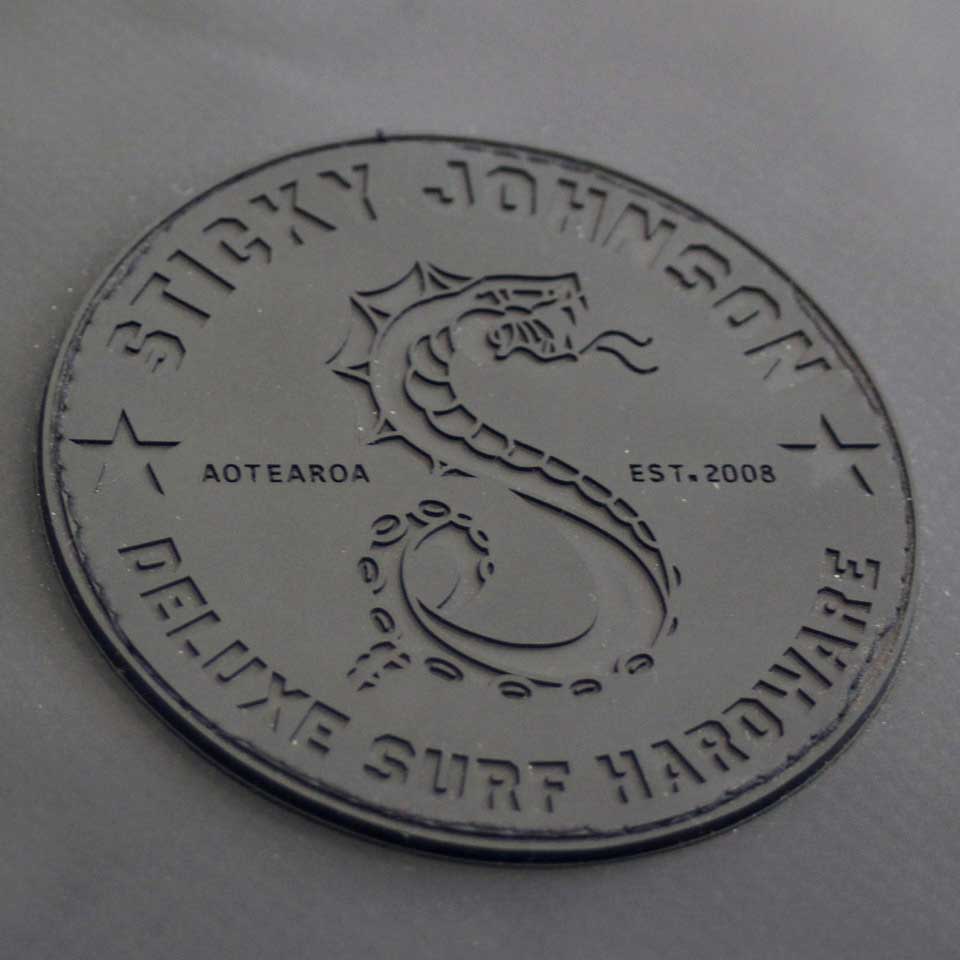 STICKY JOHNSON
AOTEAROA
EST. 2008
DELUXE SURF HARDWARE